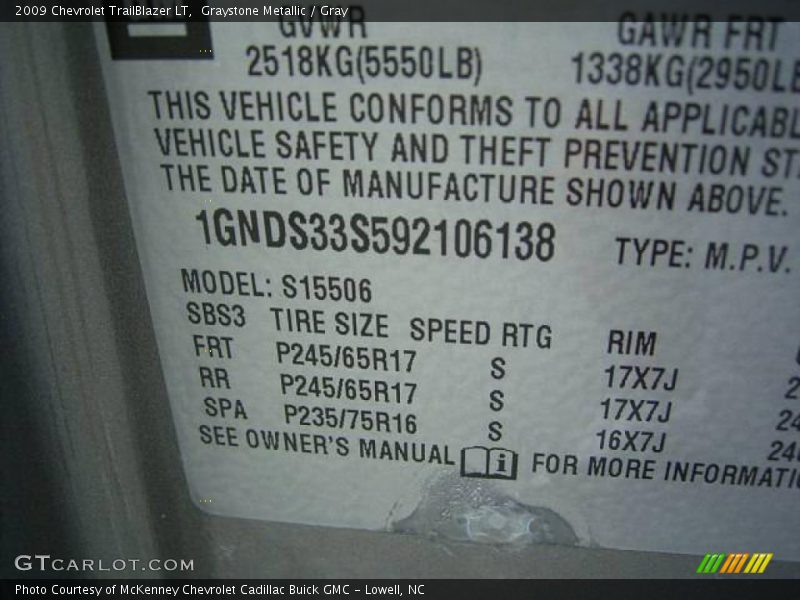 2009 Chevrolet TrailBlazer LT, Graystone Metallic / Gray
GVWR GAWR FRT
2518KG(5550LB) 1338KG(2950LB
THIS VEHICLE CONFORMS TO ALL APPLICABL
VEHICLE SAFETY AND THEFT PREVENTION ST
THE DATE OF MANUFACTURE SHOWN ABOVE.
1GNDS33S592106138 TYPE: M.P.V.
MODEL: S15506
SBS3 TIRE SIZE SPEED RTG RIM
FRT P245/65R17 S 17X7J
RR P245/65R17 S 17X7J
SPA P235/75R16 S 16X7J
SEE OWNER'S MANUAL i FOR MORE INFORMATI
GTCARLOT.COM
Photo Courtesy of McKenney Chevrolet Cadillac Buick GMC - Lowell, NC